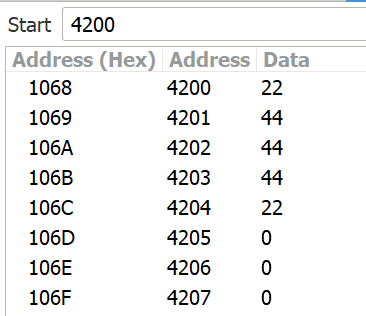 Start 4200
Address (Hex) Address Data
1068 4200 22
1069 4201 44
106A 4202 44
106B 4203 44
106C 4204 22
106D 4205 0
106E 4206 0
106F 4207 0